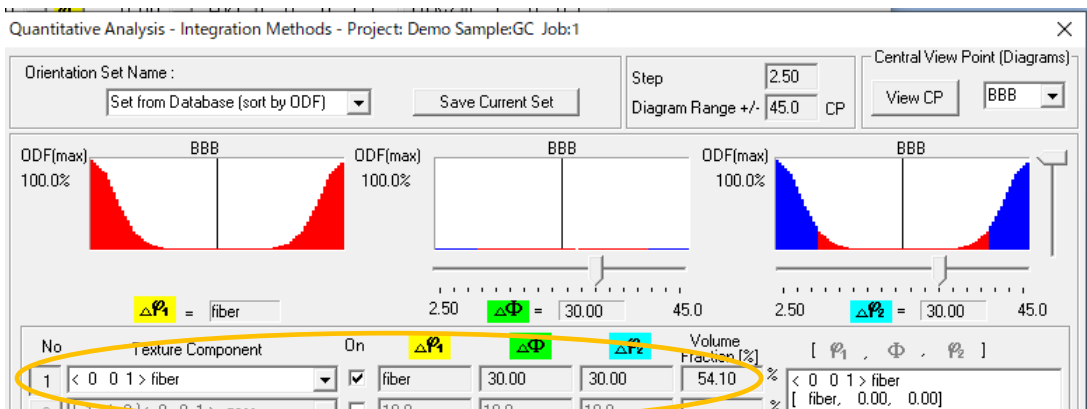 Quantitative Analysis - Integration Methods - Project: Demo Sample:GC Job:1
Orientation Set Name :
Set from Database (sort by ODF)
Save Current Set
Step 2.50
Diagram Range +/- 45.0 CP
Central View Point (Diagrams)
View CP BBB
ODF(max) BBB ODF(max) BBB ODF(max) BBB
100.0% 100.0% 100.0%
△φ1 = fiber
2.50 △Φ = 30.00 45.0
2.50 △φ2 = 30.00 45.0
No Texture Component On △φ1 △Φ △φ2 Volume Fraction [%] [ φ1 , Φ , φ2 ]
1 < 0 0 1 > fiber fiber 30.00 30.00 54.10 % < 0 0 1 > fiber
[ fiber, 0.00, 0.00]